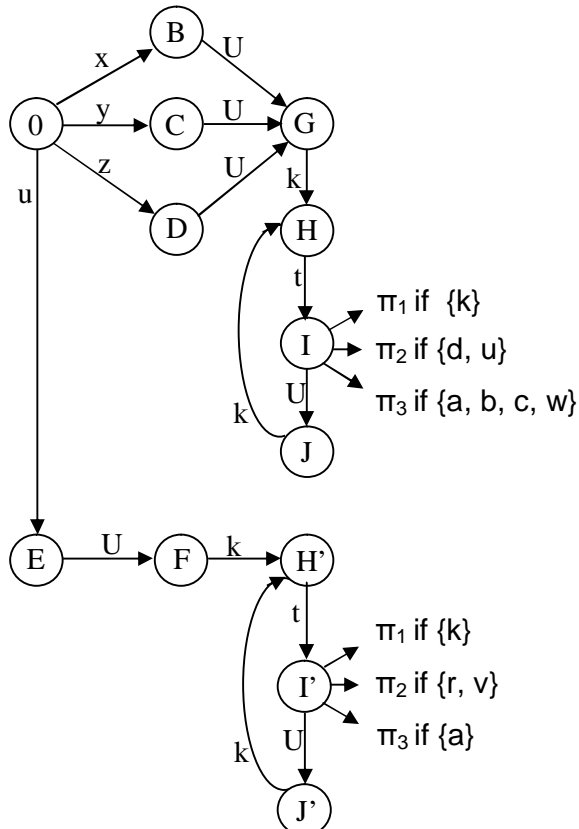 B
x
U
0
y
C
U
G
z
U
k
u
D
H
t
π1 if {k}
I
π2 if {d, u}
U
π3 if {a, b, c, w}
k
J
E
U
F
k
H'
t
π1 if {k}
I'
π2 if {r, v}
U
π3 if {a}
k
J'